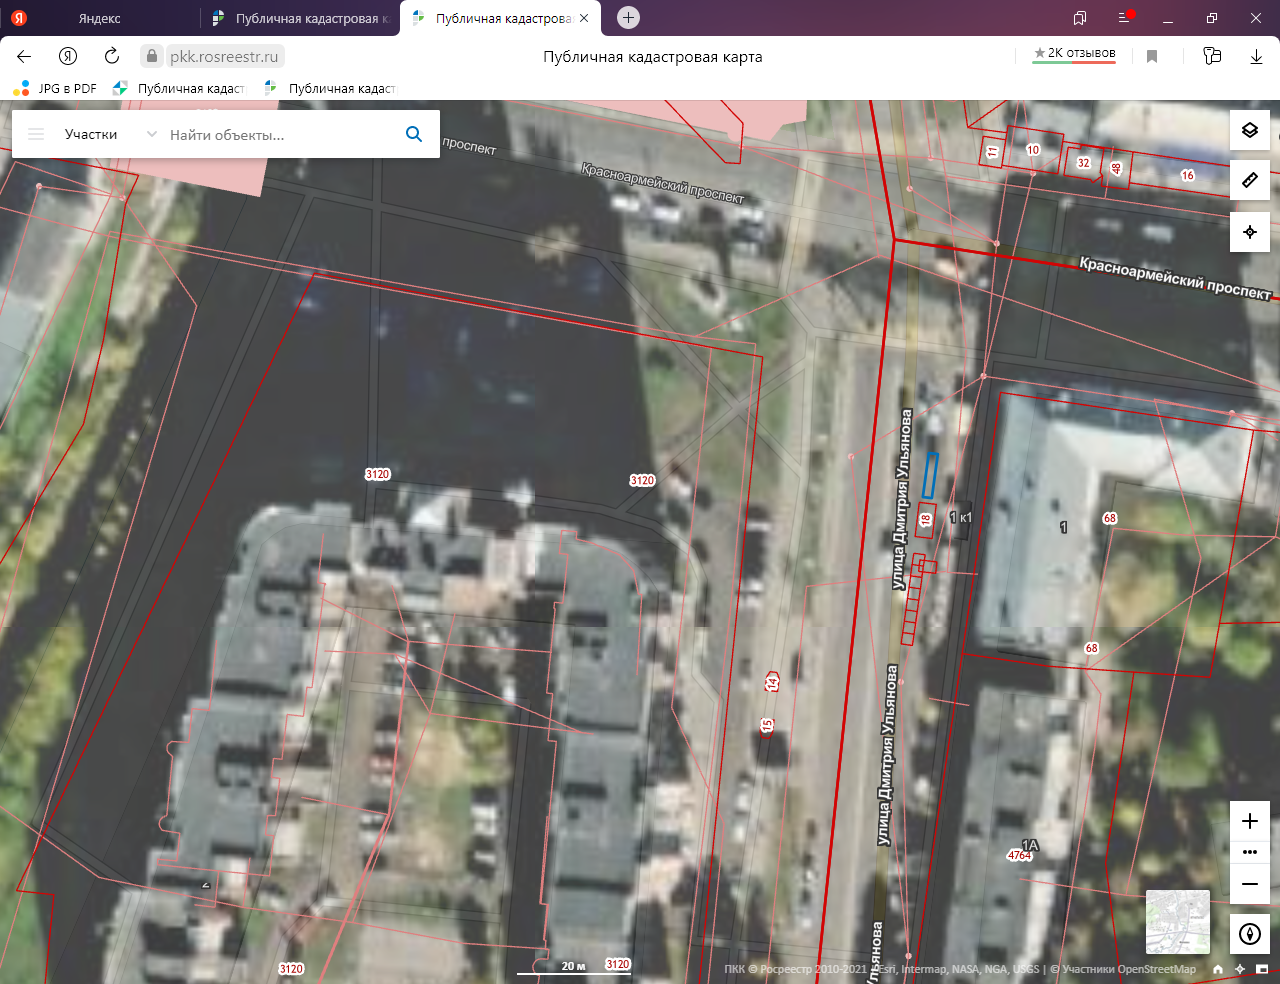 Яндекс
Публичная кадастровая к
Публичная кадастрова
pkk.rosreestr.ru
Публичная кадастровая карта
2K отзывов
JPG в PDF
Публичная кадаст
Публичная кадаст
Участки
Найти объекты...
проспект
Красноармейский проспект
11
10
32
48
16
Красноармейский проспект
3120
3120
улица Дмитрия Ульянова
18
1 к1
1
68
68
14
15
улица Дмитрия Ульянова
1А
4764
Ульянова
3120
3120
20 м
ПКК © Росреестр 2010-2021 | Esri, Intermap, NASA, NGA, USGS | © Участники OpenStreetMap